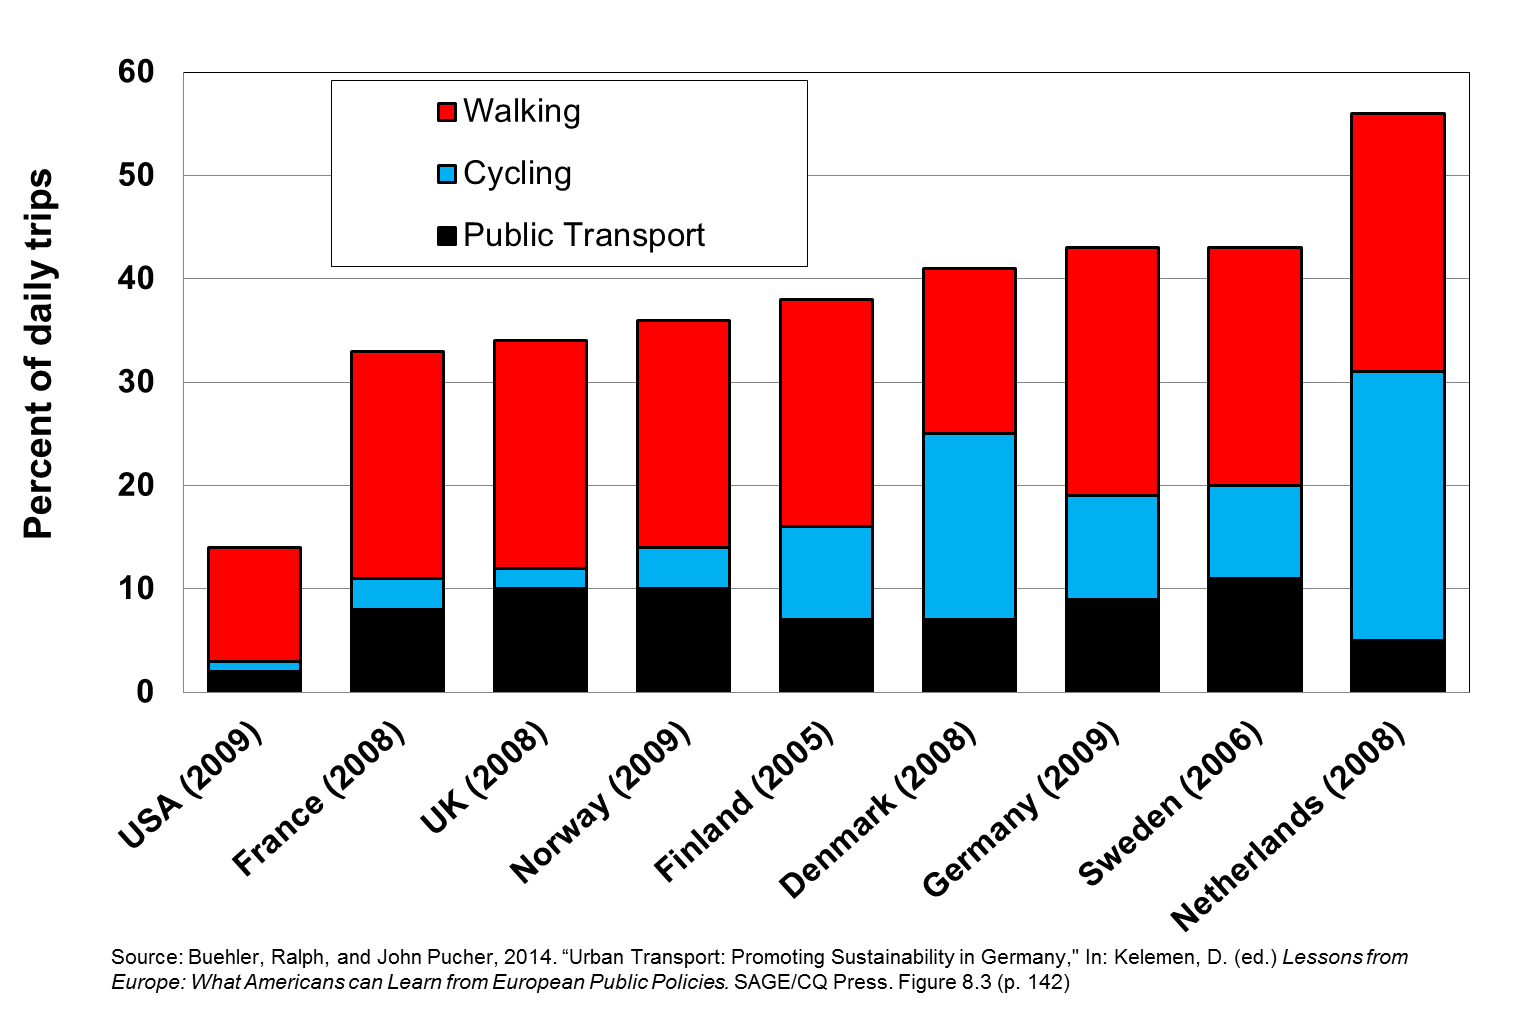 60
50
40
30
20
10
0
Percent of daily trips
Walking
Cycling
Public Transport
USA (2009)
France (2008)
UK (2008)
Norway (2009)
Finland (2005)
Denmark (2008)
Germany (2009)
Sweden (2006)
Netherlands (2008)
Source: Buehler, Ralph, and John Pucher, 2014. “Urban Transport: Promoting Sustainability in Germany," In: Kelemen, D. (ed.) Lessons from
Europe: What Americans can Learn from European Public Policies. SAGE/CQ Press. Figure 8.3 (p. 142)